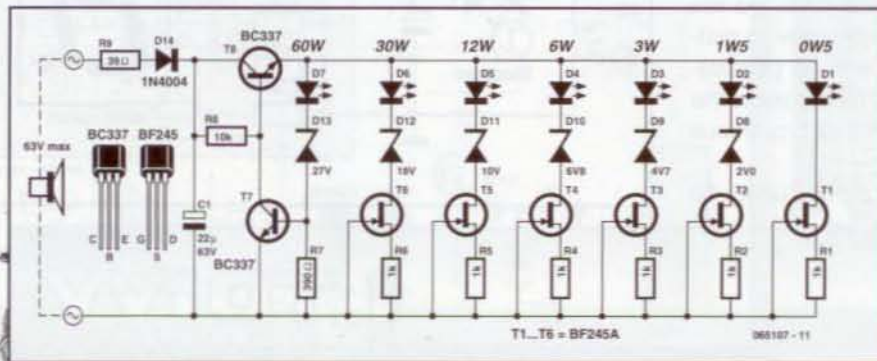 BC337
60W 30W 12W 6W 3W 1W5 0W5
R9 D14 T8
39Ω
1N4004
D7 D6 D5 D4 D3 D2 D1
63V max
BC337 BF245
R8
10k
D13 D12 D11 D10 D9 D8
27V 18V 10V 6V8 4V7 2V0
T7
T6 T5 T4 T3 T2 T1
C1
22µ
63V
C B E
G S D
BC337
R7 R6 R5 R4 R3 R2 R1
390Ω 1k 1k 1k 1k 1k 1k
T1...T6 = BF245A
065107 - 11